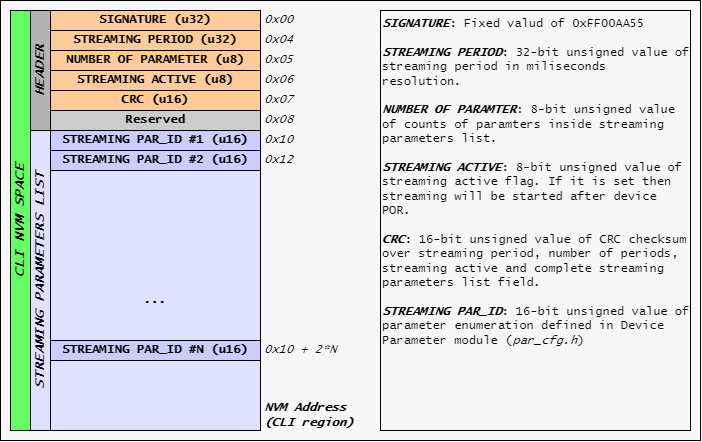 CLI NVM SPACE
HEADER
SIGNATURE (u32) 0x00
STREAMING PERIOD (u32) 0x04
NUMBER OF PARAMETER (u8) 0x05
STREAMING ACTIVE (u8) 0x06
CRC (u16) 0x07
Reserved 0x08
STREAMING PARAMETERS LIST
STREAMING PAR_ID #1 (u16) 0x10
STREAMING PAR_ID #2 (u16) 0x12
...
STREAMING PAR_ID #N (u16) 0x10 + 2*N
NVM Address
(CLI region)
SIGNATURE: Fixed valud of 0xFF00AA55
STREAMING PERIOD: 32-bit unsigned value of
streaming period in miliseconds
resolution.
NUMBER OF PARAMTER: 8-bit unsigned value
of counts of paramters inside streaming
parameters list.
STREAMING ACTIVE: 8-bit unsigned value of
streaming active flag. If it is set then
streaming will be started after device
POR.
CRC: 16-bit unsigned value of CRC checksum
over streaming period, number of periods,
streaming active and complete streaming
parameters list field.
STREAMING PAR_ID: 16-bit unsigned value of
parameter enumeration defined in Device
Parameter module (par_cfg.h)